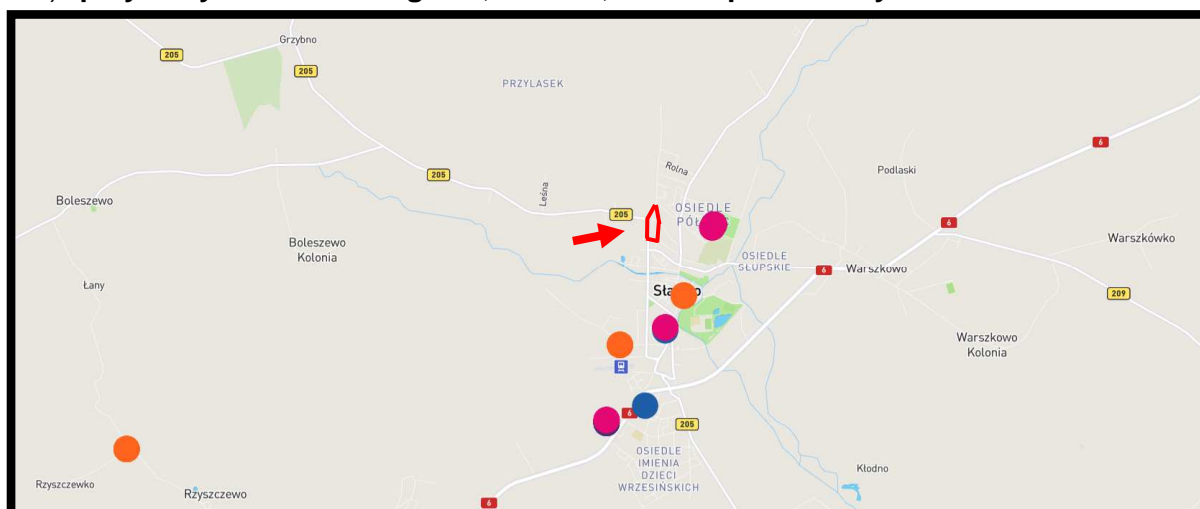 205
Grzybno
205
PRZYLASEK
6
205
Rolna
Podlaski
Leśna
Boleszewo
205
OSIEDLE
6
Warszkówko
Boleszewo
Kolonia
OSIEDLE
SŁUPSKIE
6
Warszkowo
Łany
209
Warszkowo
Kolonia
6
205
OSIEDLE
IMIENIA
DZIECI
WRZESIŃSKICH
Kłodno
Rzyszczewko
Rzyszczewo
6